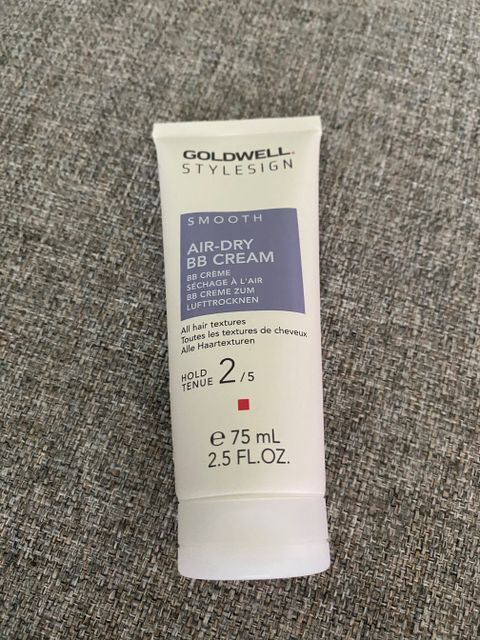 GOLDWELL.
STYLESIGN
SMOOTH
AIR-DRY
BB CREAM
BB CRÈME
SÉCHAGE À L'AIR
BB CREME ZUM
LUFTTROCKNEN
All hair textures
Toutes les textures de cheveux
Alle Haartexturen
HOLD
TENUE 2/5
℮ 75 mL
2.5 FL.OZ.